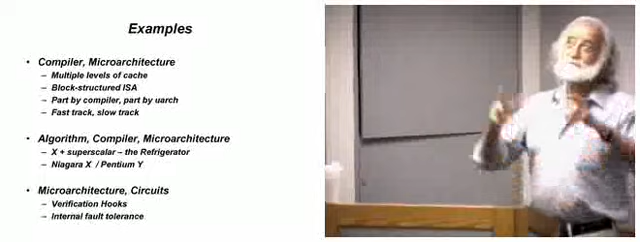 Examples
• Compiler, Microarchitecture
– Multiple levels of cache
– Block-structured ISA
– Part by compiler, part by uarch
– Fast track, slow track
• Algorithm, Compiler, Microarchitecture
– X + superscalar – the Refrigerator
– Niagara X / Pentium Y
• Microarchitecture, Circuits
– Verification Hooks
– Internal fault tolerance